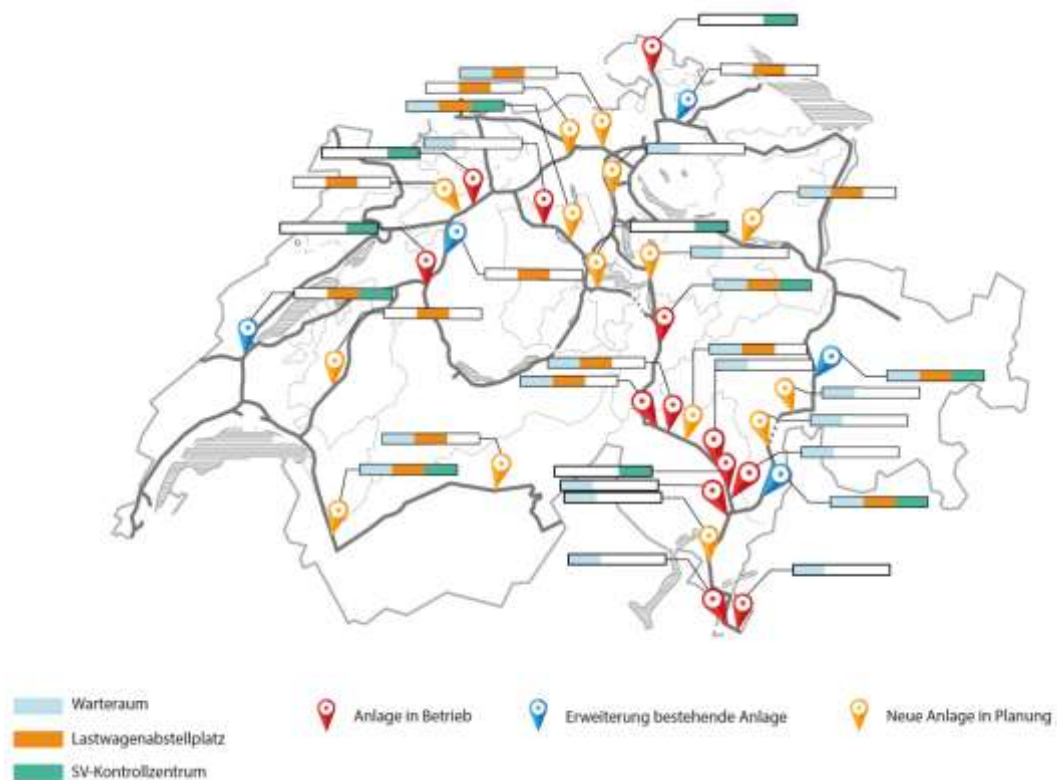 Warteraum
Lastwagenabstellplatz
SV-Kontrollzentrum
Anlage in Betrieb
Erweiterung bestehende Anlage
Neue Anlage in Planung